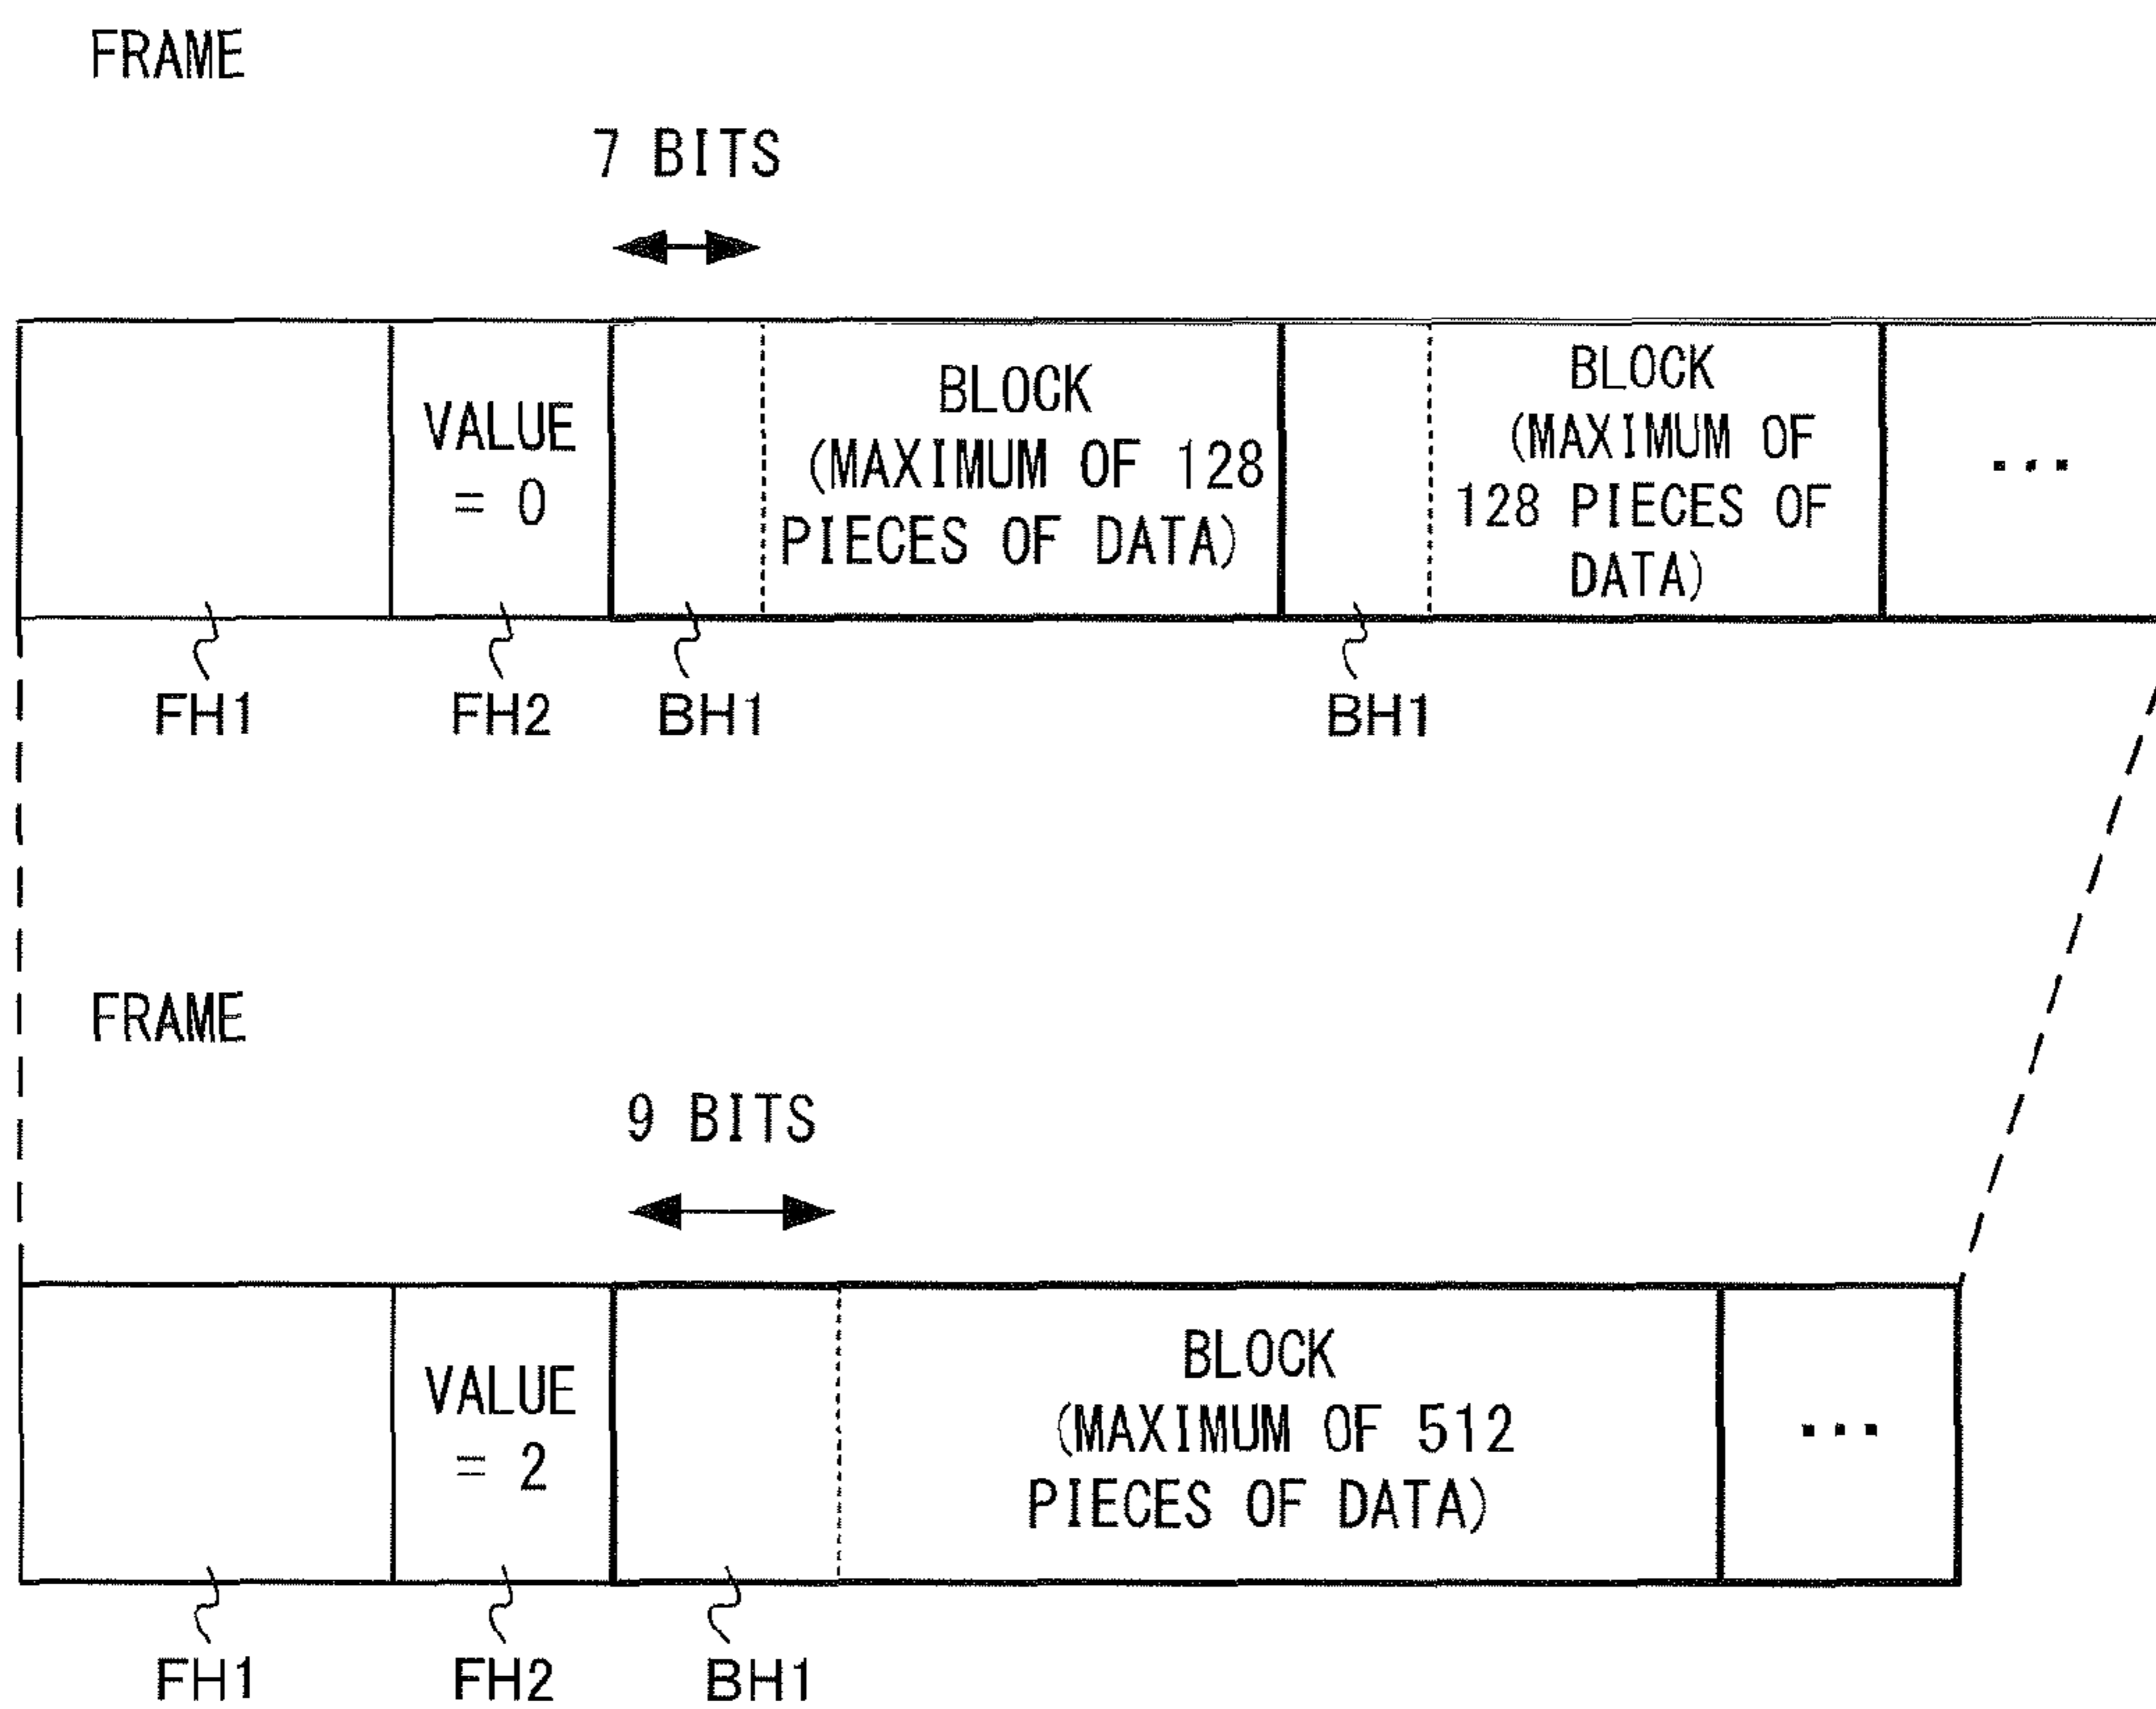 FRAME
7 BITS
VALUE
= 0
BLOCK
(MAXIMUM OF 128
PIECES OF DATA)
BLOCK
(MAXIMUM OF
128 PIECES OF
DATA)
...
FH1
FH2
BH1
BH1
FRAME
9 BITS
VALUE
= 2
BLOCK
(MAXIMUM OF 512
PIECES OF DATA)
...
FH1
FH2
BH1